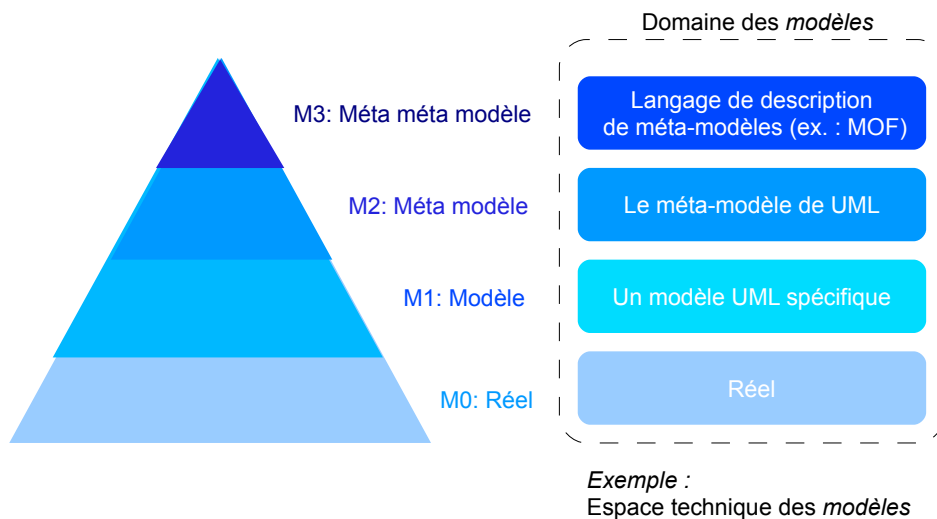 Domaine des modèles
M3: Méta méta modèle
Langage de description
de méta-modèles (ex. : MOF)
M2: Méta modèle
Le méta-modèle de UML
M1: Modèle
Un modèle UML spécifique
M0: Réel
Réel
Exemple :
Espace technique des modèles